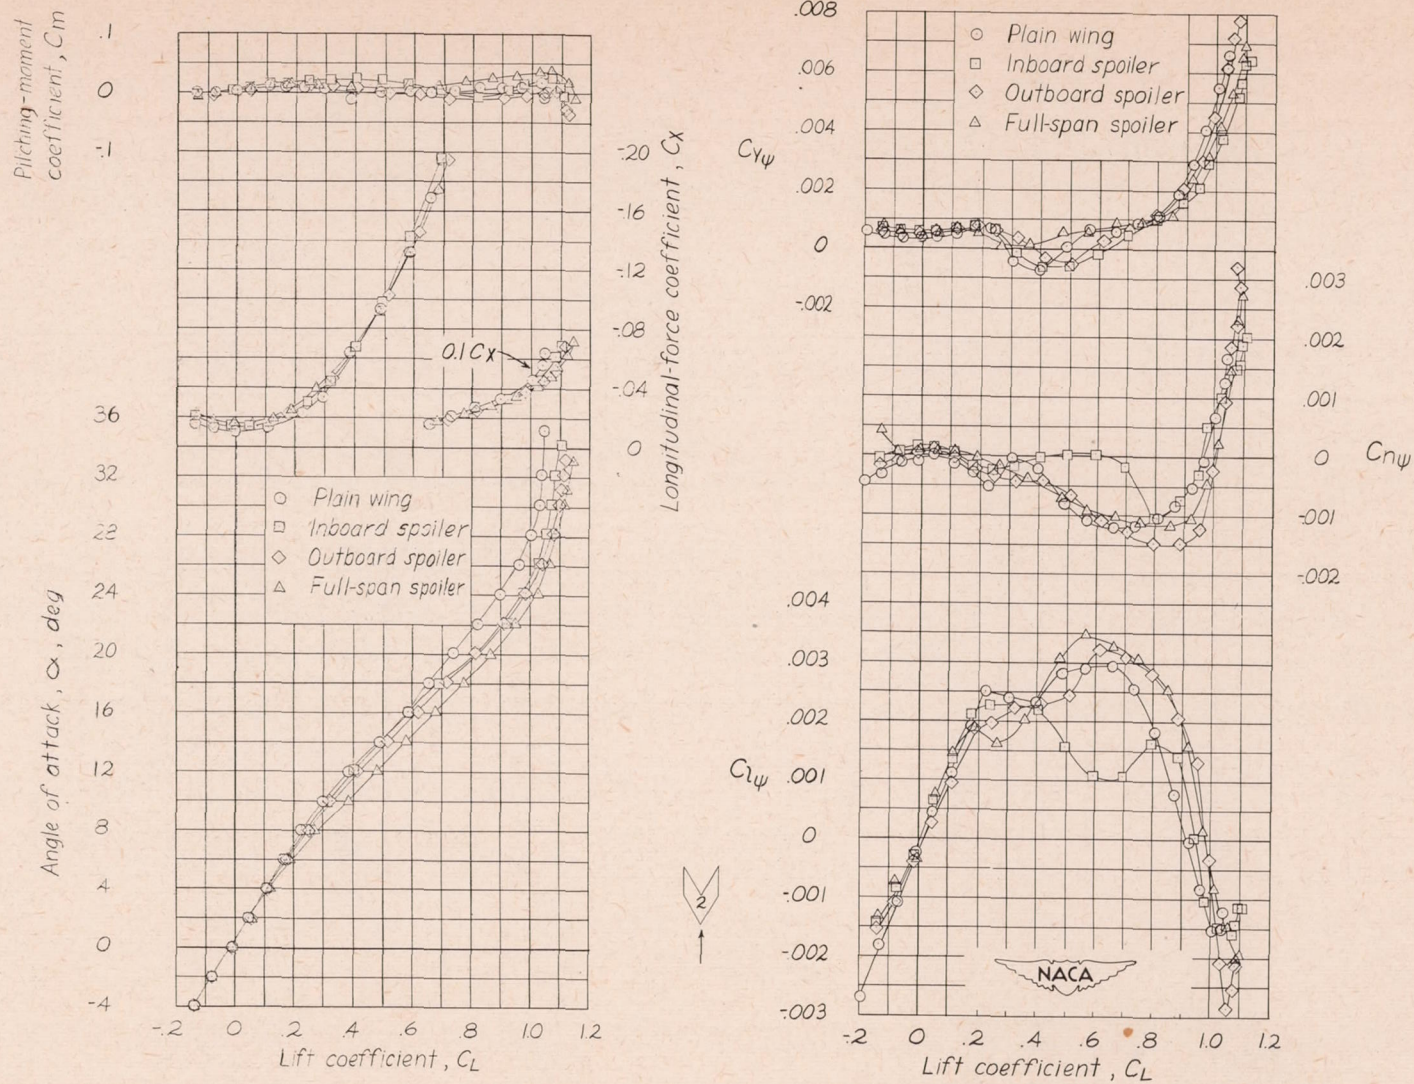 Pitching-moment
coefficient, Cm
.1
0
-.1
-.20
-.16
-.12
-.08
-.04
0
Longitudinal-force coefficient, Cx
0.1Cx
Plain wing
Inboard spoiler
Outboard spoiler
Full-span spoiler
36
32
28
24
20
16
12
8
4
0
-4
Angle of attack, α, deg
-.2 0 .2 .4 .6 .8 1.0 1.2
Lift coefficient, CL
2
.008
.006
.004
.002
0
-.002
Cyψ
Plain wing
Inboard spoiler
Outboard spoiler
Full-span spoiler
.003
.002
.001
0
-.001
-.002
Cnψ
.004
.003
.002
.001
0
-.001
-.002
-.003
Clψ
NACA
-.2 0 .2 .4 .6 .8 1.0 1.2
Lift coefficient, CL